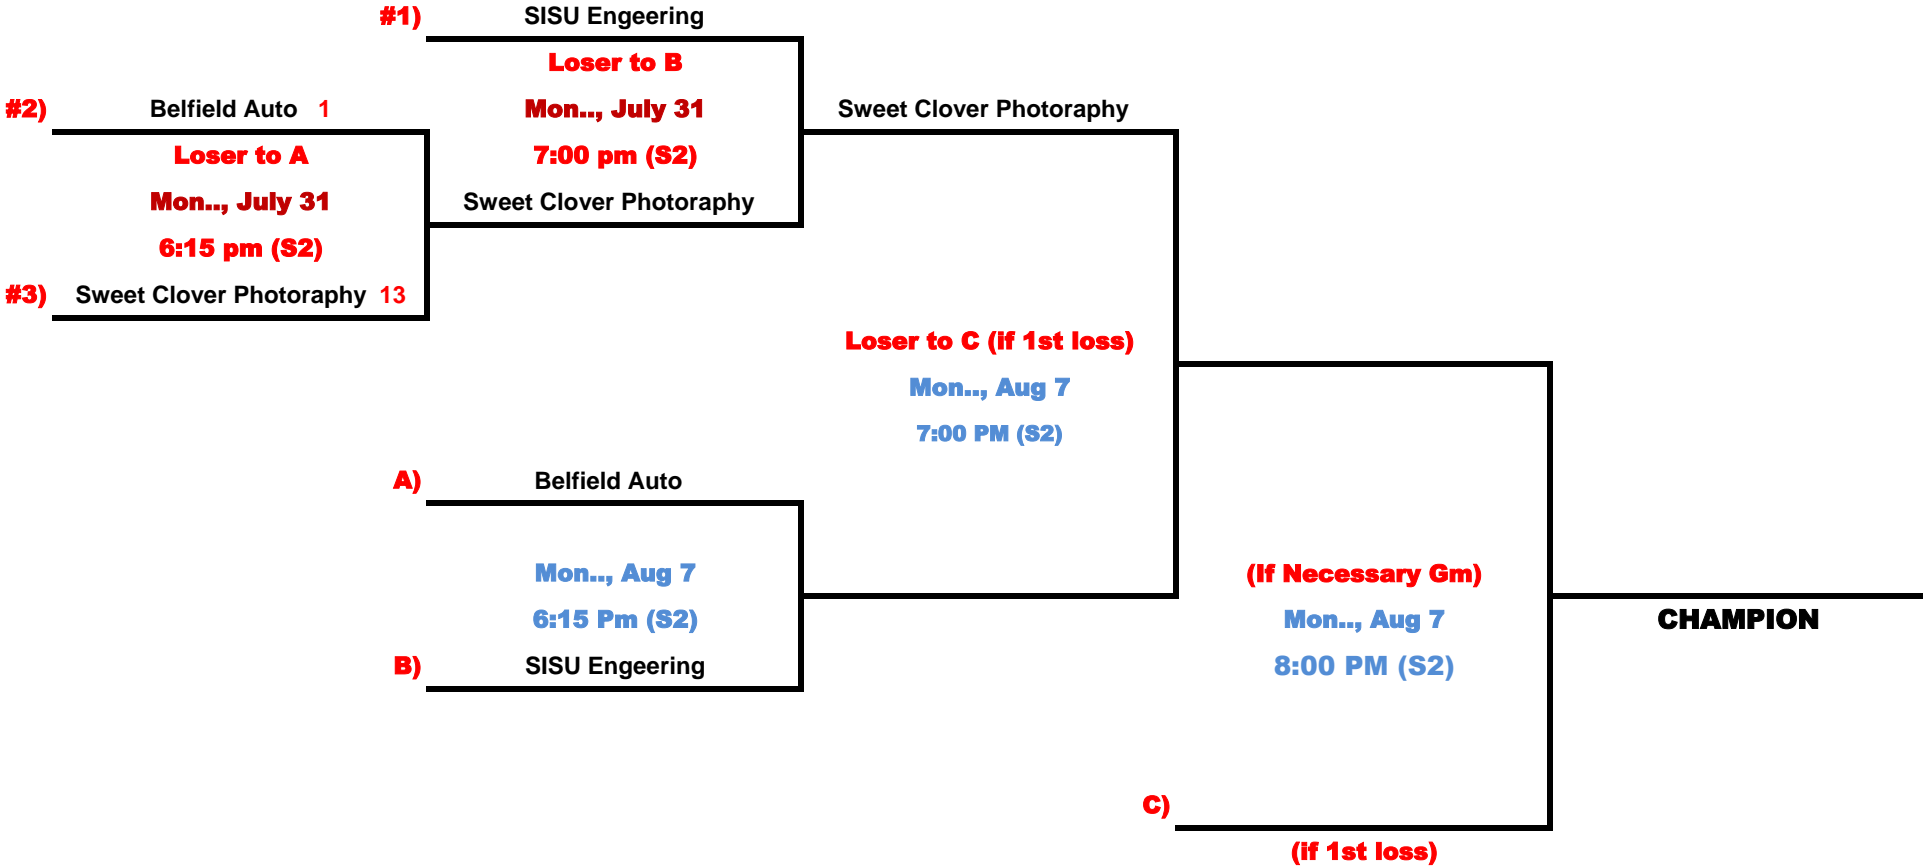 #1) SISU Engeering
Loser to B
#2) Belfield Auto 1 Mon.., July 31 Sweet Clover Photoraphy
Loser to A 7:00 pm (S2)
Mon.., July 31 Sweet Clover Photoraphy
6:15 pm (S2)
#3) Sweet Clover Photoraphy 13
Loser to C (if 1st loss)
Mon.., Aug 7
7:00 PM (S2)
A) Belfield Auto
Mon.., Aug 7 (If Necessary Gm)
6:15 Pm (S2) Mon.., Aug 7 CHAMPION
B) SISU Engeering 8:00 PM (S2)
C)
(if 1st loss)